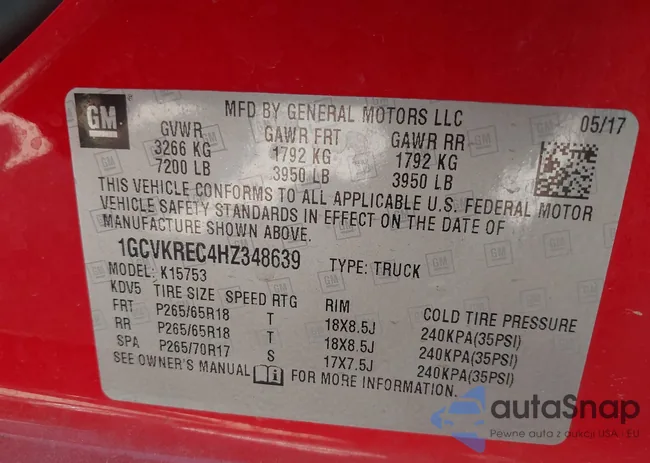 GM
MFD BY GENERAL MOTORS LLC
05/17
GVWR GAWR FRT GAWR RR
3266 KG 1792 KG 1792 KG
7200 LB 3950 LB 3950 LB
THIS VEHICLE CONFORMS TO ALL APPLICABLE U.S. FEDERAL MOTOR
VEHICLE SAFETY STANDARDS IN EFFECT ON THE DATE OF
MANUFACTURE SHOWN ABOVE.
1GCVKREC4HZ348639 TYPE: TRUCK
MODEL: K15753
KDV5 TIRE SIZE SPEED RTG RIM COLD TIRE PRESSURE
FRT P265/65R18 T 18X8.5J 240KPA(35PSI)
RR P265/65R18 T 18X8.5J 240KPA(35PSI)
SPA P265/70R17 S 17X7.5J 240KPA(35PSI)
SEE OWNER'S MANUAL FOR MORE INFORMATION.
autaSnap
Pewne auta z aukcji USA - EU